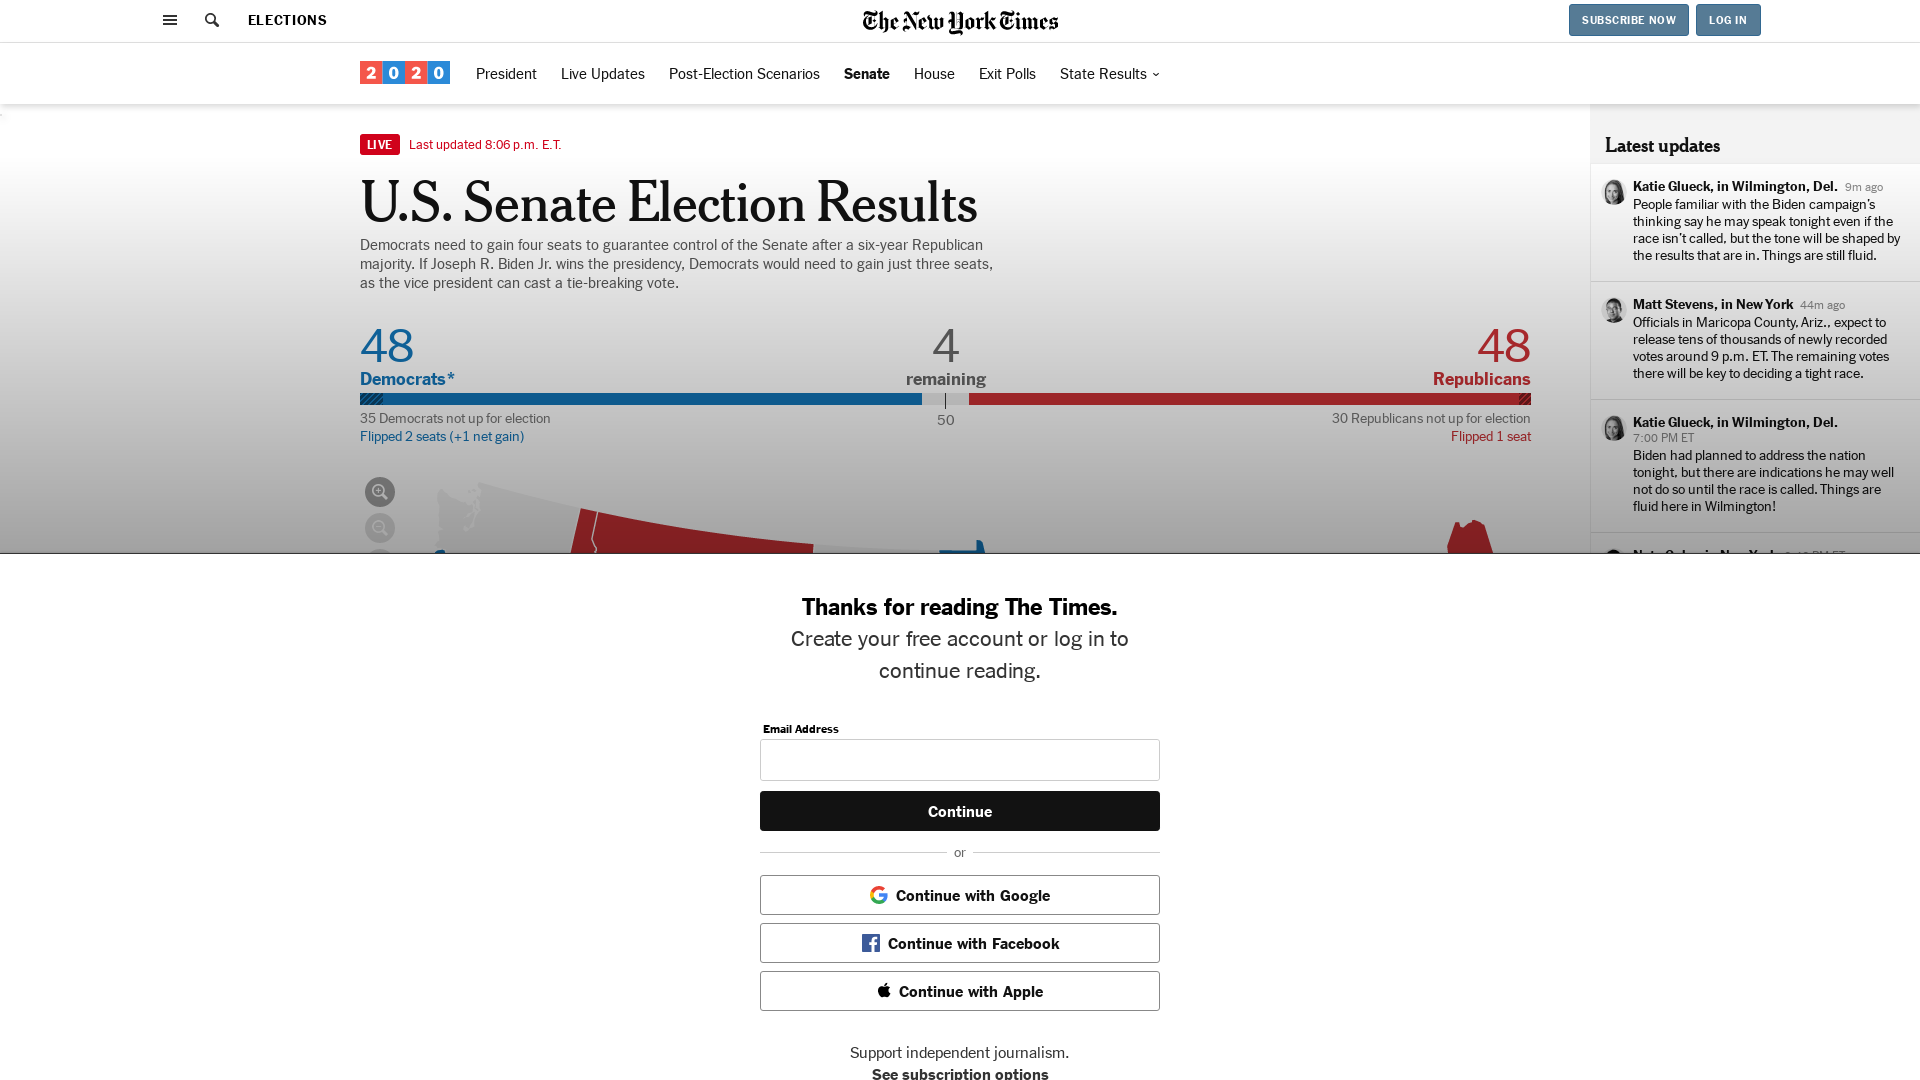 ELECTIONS
The New York Times
SUBSCRIBE NOW
LOG IN
2020
President
Live Updates
Post-Election Scenarios
Senate
House
Exit Polls
State Results
LIVE
Last updated 8:06 p.m. E.T.
U.S. Senate Election Results
Democrats need to gain four seats to guarantee control of the Senate after a six-year Republican
majority. If Joseph R. Biden Jr. wins the presidency, Democrats would need to gain just three seats,
as the vice president can cast a tie-breaking vote.
48
4
48
Democrats*
remaining
Republicans
35 Democrats not up for election
50
30 Republicans not up for election
Flipped 2 seats (+1 net gain)
Flipped 1 seat
Latest updates
Katie Glueck, in Wilmington, Del. 9m ago
People familiar with the Biden campaign’s
thinking say he may speak tonight even if the
race isn’t called, but the tone will be shaped by
the results that are in. Things are still fluid.
Matt Stevens, in New York 44m ago
Officials in Maricopa County, Ariz., expect to
release tens of thousands of newly recorded
votes around 9 p.m. ET. The remaining votes
there will be key to deciding a tight race.
Katie Glueck, in Wilmington, Del.
7:00 PM ET
Biden had planned to address the nation
tonight, but there are indications he may well
not do so until the race is called. Things are
fluid here in Wilmington!
Thanks for reading The Times.
Create your free account or log in to
continue reading.
Email Address
Continue
or
Continue with Google
Continue with Facebook
Continue with Apple
Support independent journalism.
See subscription options